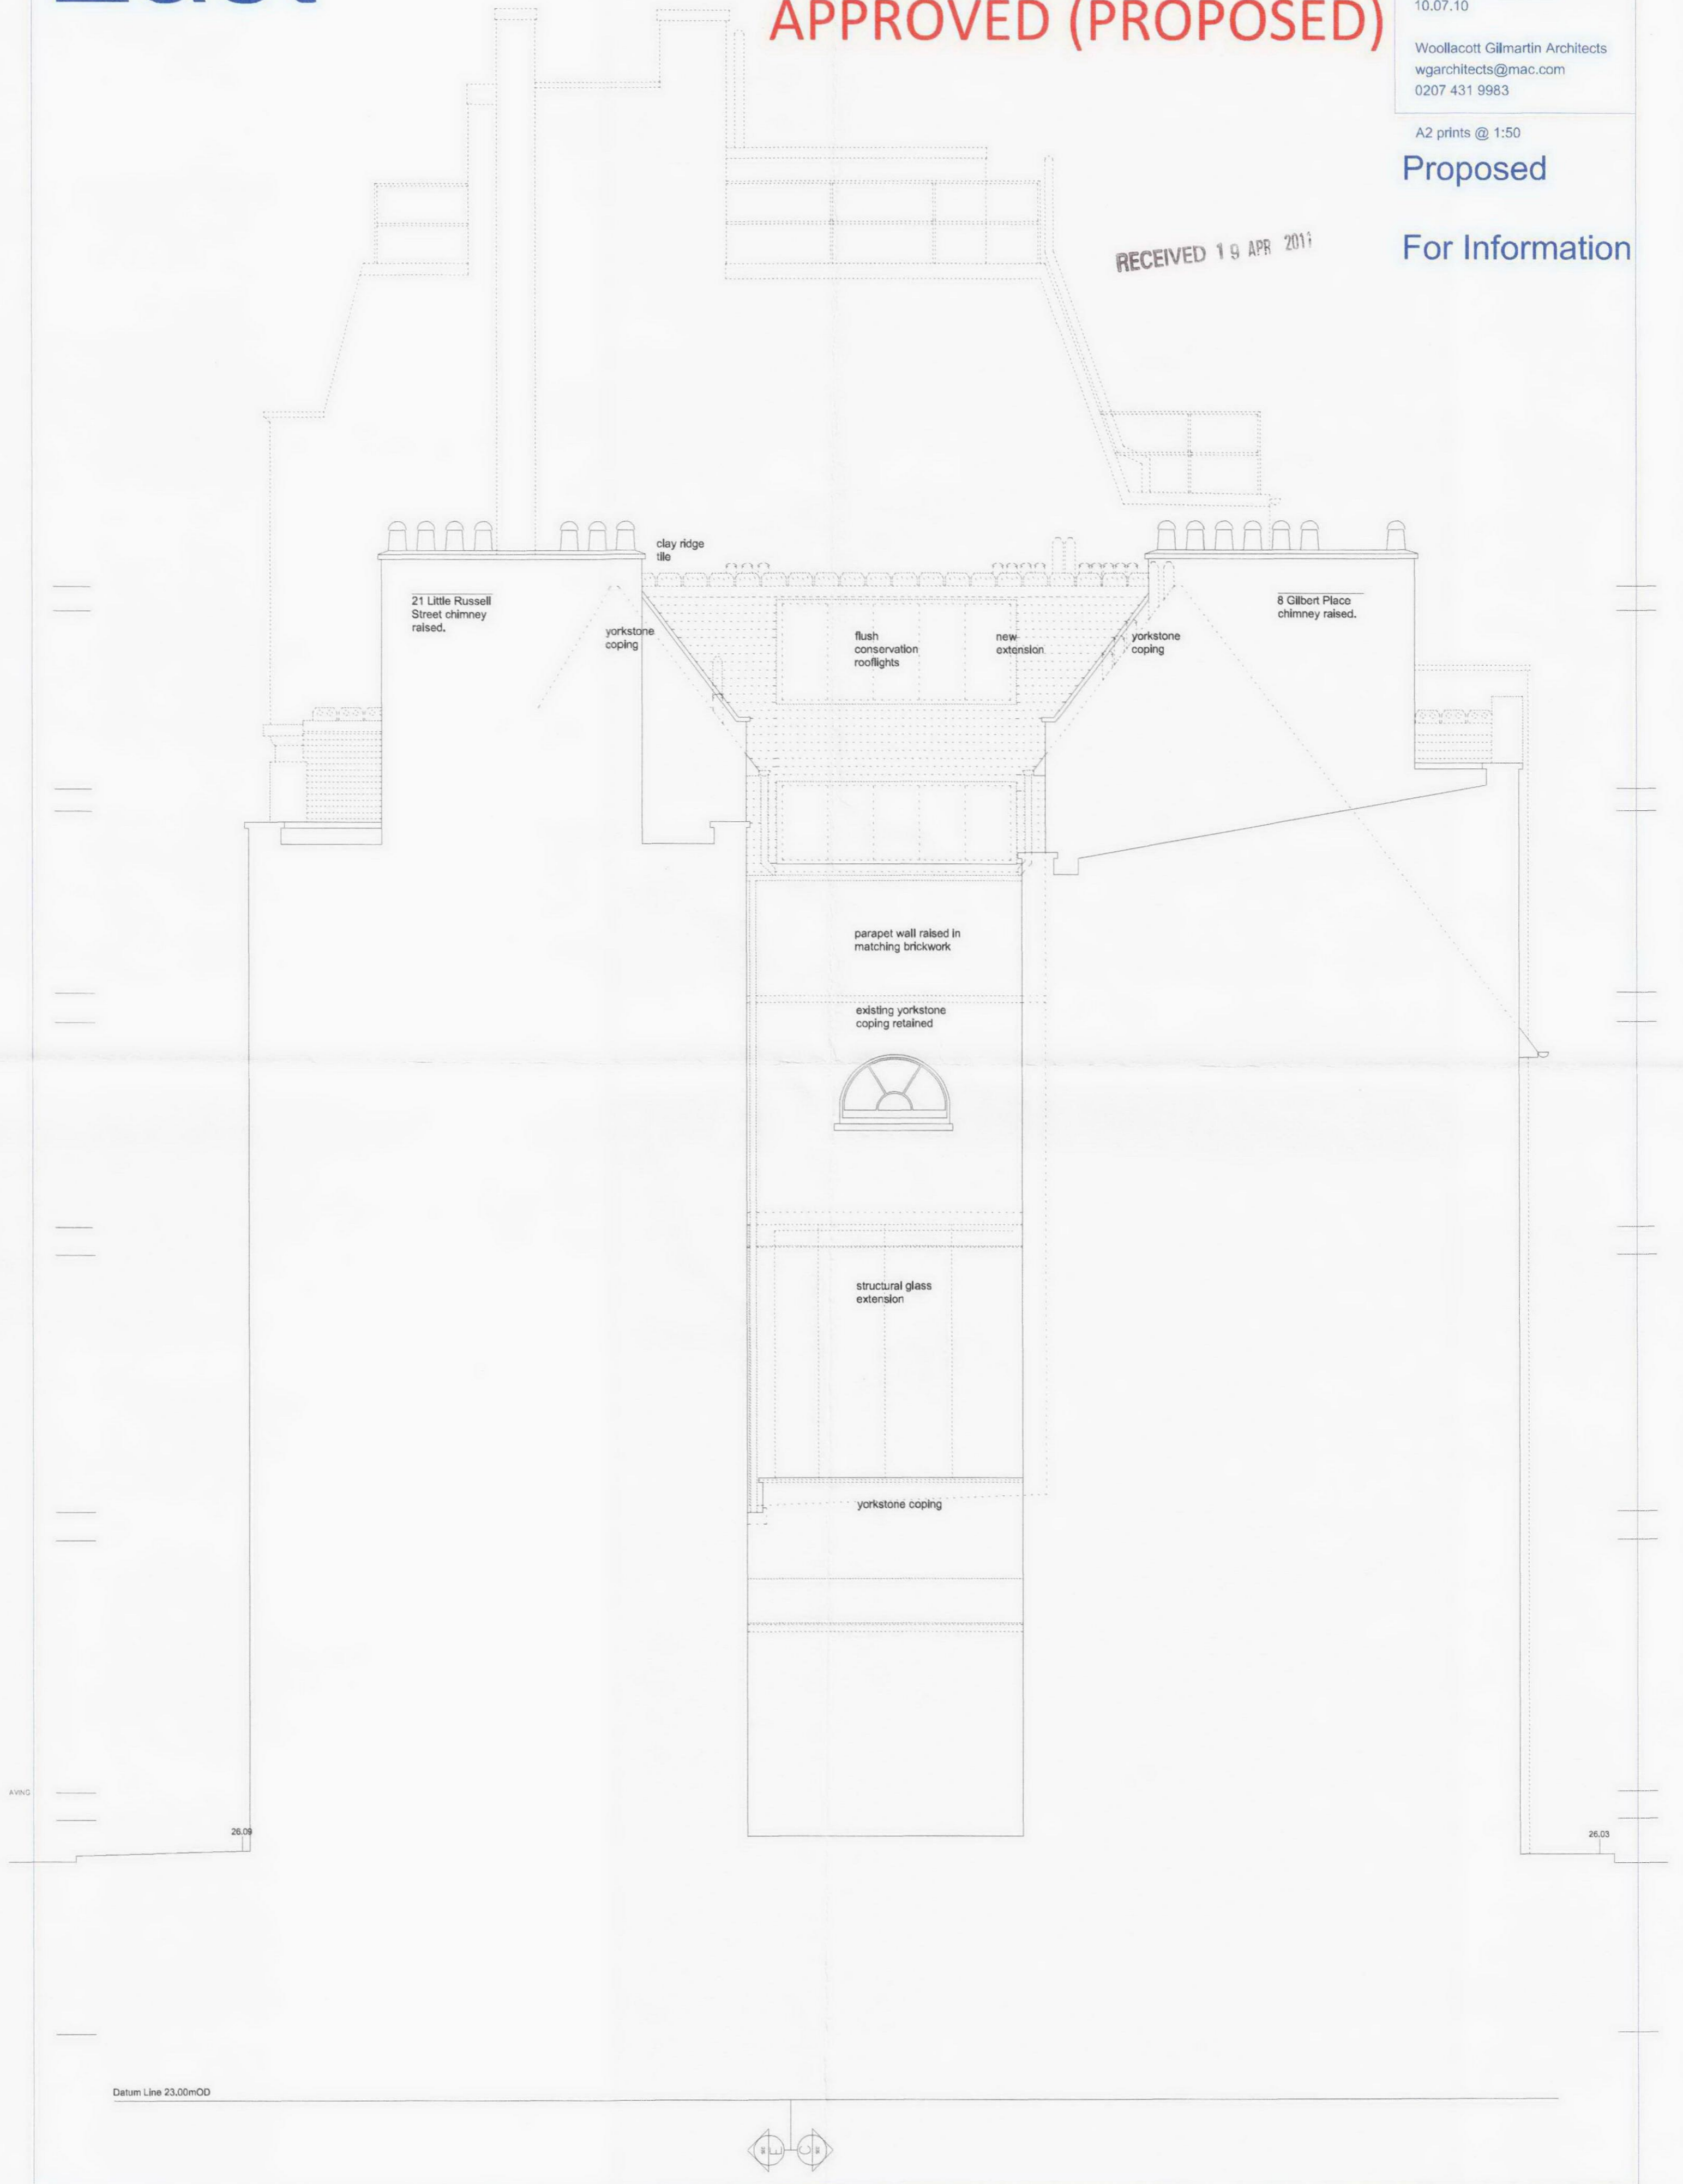 East
APPROVED (PROPOSED)
10.07.10
Woollacott Gilmartin Architects
wgarchitects@mac.com
0207 431 9983
A2 prints @ 1:50
Proposed
For Information
RECEIVED 19 APR 2011
clay ridge
tile
21 Little Russell
Street chimney
raised.
yorkstone
coping
flush
conservation
rooflights
new
extension
yorkstone
coping
8 Gilbert Place
chimney raised.
parapet wall raised in
matching brickwork
existing yorkstone
coping retained
structural glass
extension
yorkstone coping
AVING
26.09
26.03
Datum Line 23.00mOD
E
C